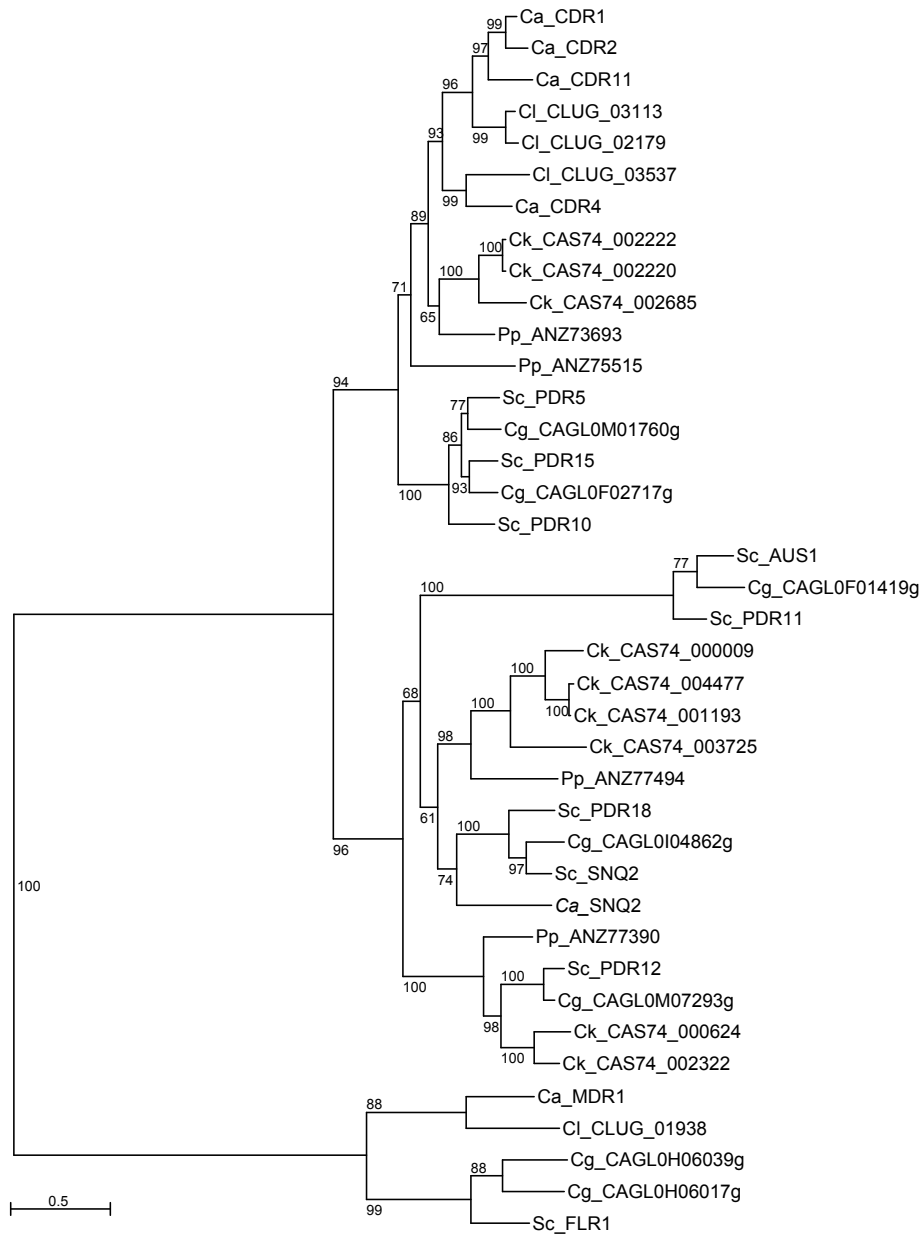 99
Ca_CDR1
97
Ca_CDR2
Ca_CDR11
96
Cl_CLUG_03113
93
99
Cl_CLUG_02179
Cl_CLUG_03537
99
Ca_CDR4
89
Ck_CAS74_002222
100
100
Ck_CAS74_002220
71
Ck_CAS74_002685
65
Pp_ANZ73693
Pp_ANZ75515
94
Sc_PDR5
77
Cg_CAGL0M01760g
86
Sc_PDR15
93
Cg_CAGL0F02717g
100
Sc_PDR10
Sc_AUS1
77
100
Cg_CAGL0F01419g
Sc_PDR11
Ck_CAS74_000009
100
Ck_CAS74_004477
68
100
100
Ck_CAS74_001193
98
Ck_CAS74_003725
Pp_ANZ77494
61
Sc_PDR18
100
Cg_CAGL0I04862g
96
97
Sc_SNQ2
74
100
Ca_SNQ2
Pp_ANZ77390
Sc_PDR12
100
100
Cg_CAGL0M07293g
98
Ck_CAS74_000624
100
Ck_CAS74_002322
88
Ca_MDR1
Cl_CLUG_01938
Cg_CAGL0H06039g
88
Cg_CAGL0H06017g
0.5
99
Sc_FLR1